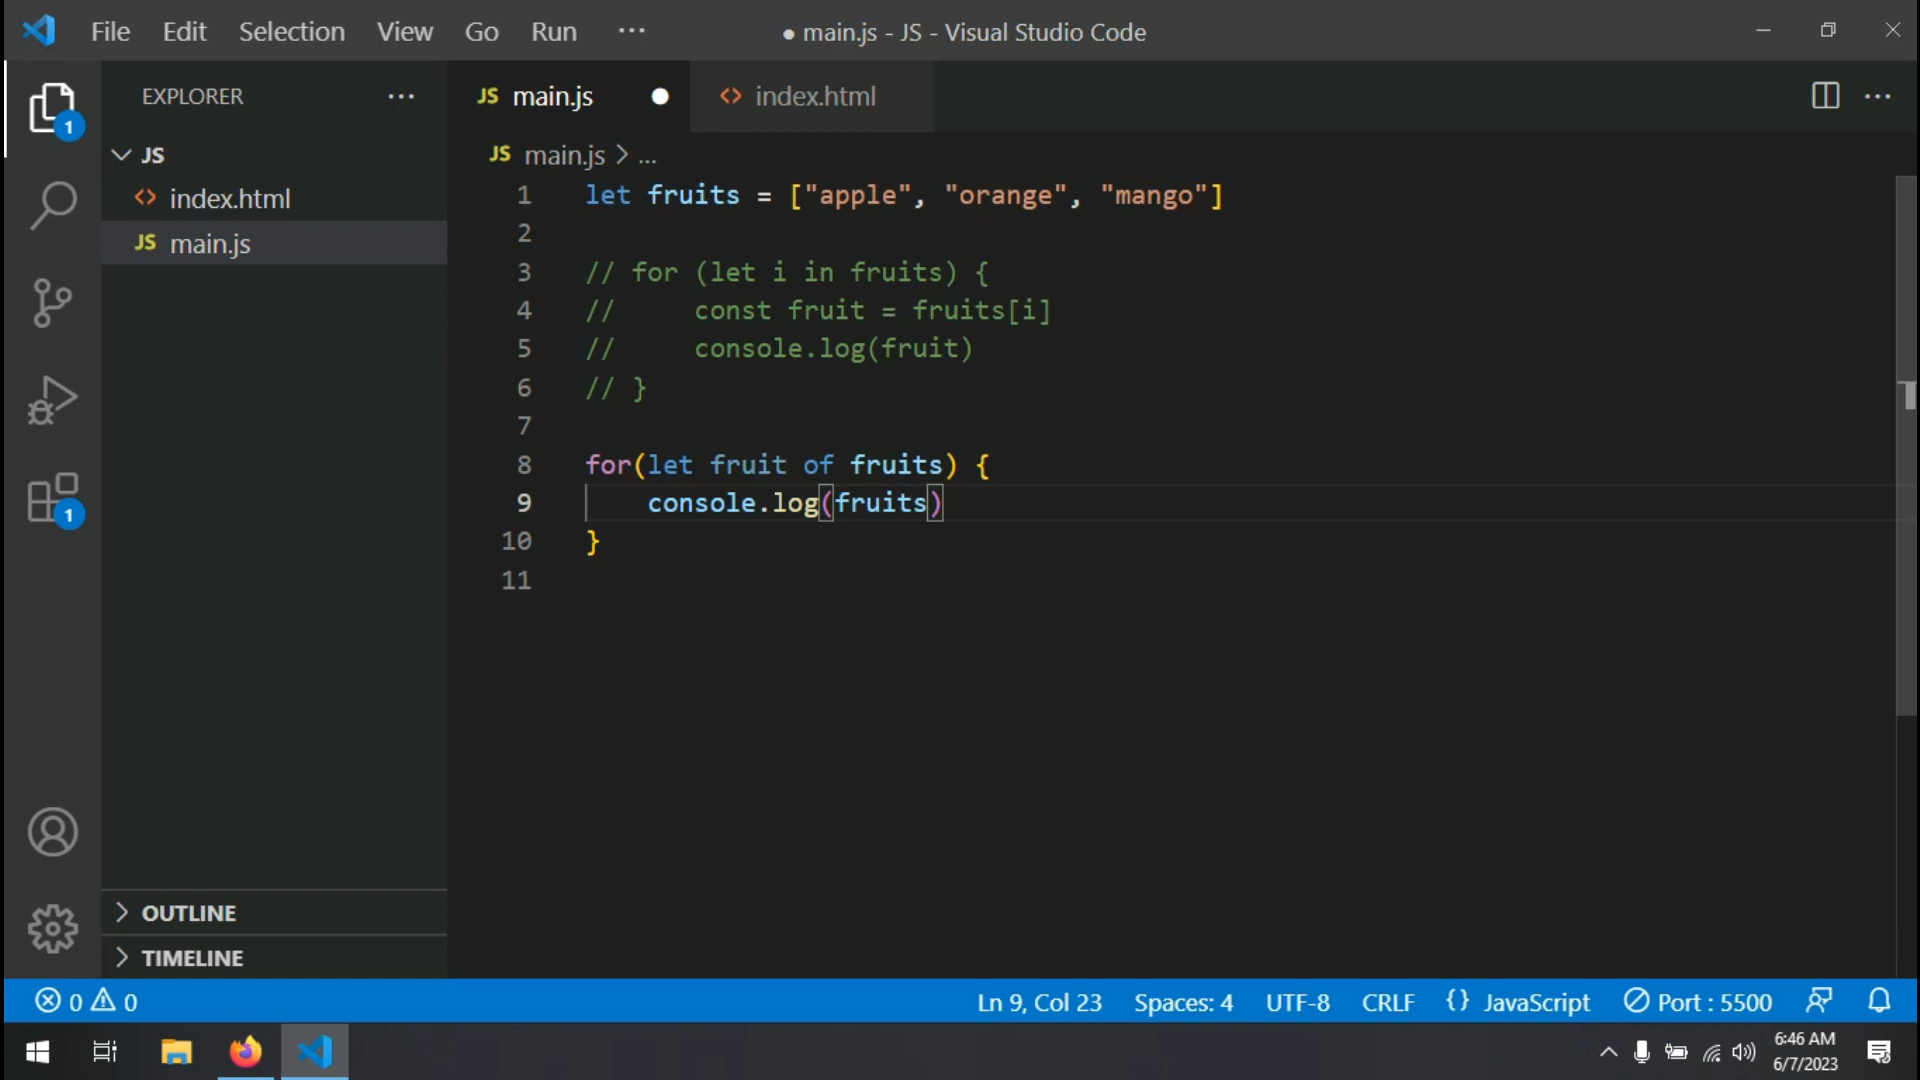 File Edit Selection View Go Run ··· ● main.js - JS - Visual Studio Code
EXPLORER ···
JS main.js ●
<> index.html
···
1
JS
<> index.html
JS main.js
JS main.js > ...
1 let fruits = ["apple", "orange", "mango"]
2
3 // for (let i in fruits) {
4 //     const fruit = fruits[i]
5 //     console.log(fruit)
6 // }
7
8 for(let fruit of fruits) {
9     console.log(fruits)
10 }
11
1
OUTLINE
TIMELINE
0 0 Ln 9, Col 23 Spaces: 4 UTF-8 CRLF {} JavaScript Port : 5500
6:46 AM
6/7/2023